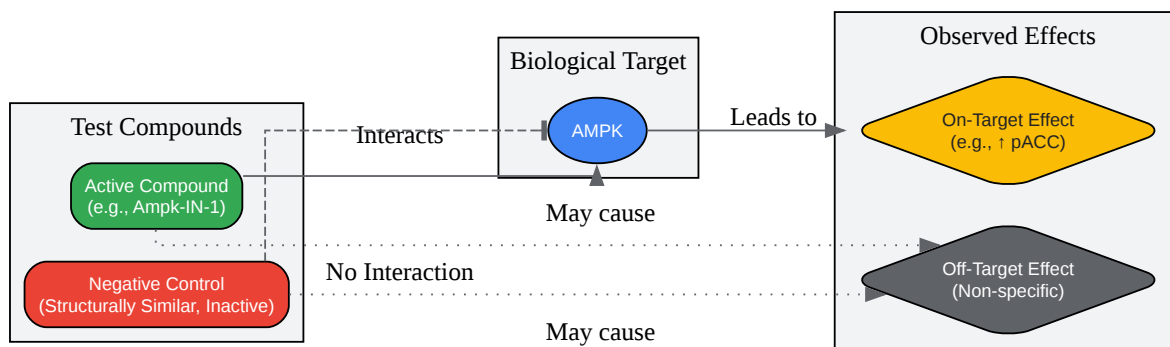 Test Compounds
Active Compound
(e.g., Ampk-IN-1)
Negative Control
(Structurally Similar, Inactive)
Interacts
No Interaction
Biological Target
AMPK
May cause
May cause
Leads to
Observed Effects
On-Target Effect
(e.g., ↑ pACC)
Off-Target Effect
(Non-specific)